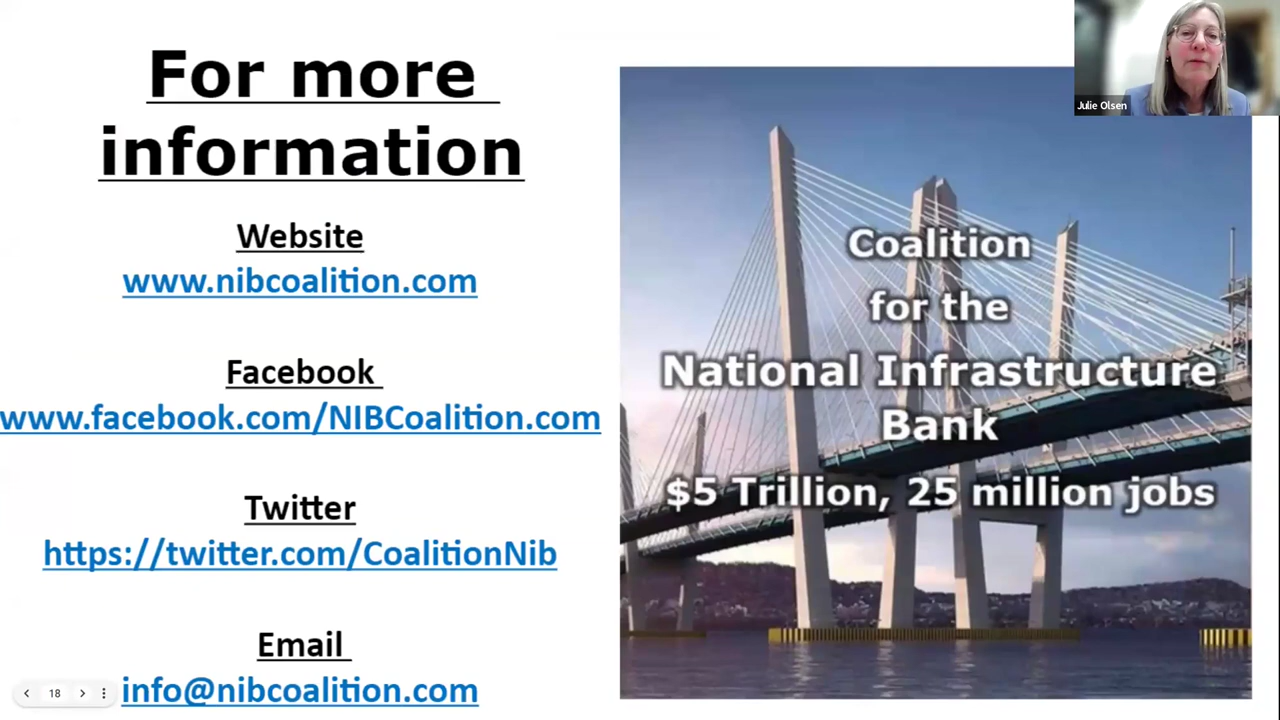 For more
information
Website
www.nibcoalition.com
Facebook
www.facebook.com/NIBCoalition.com
Twitter
https://twitter.com/CoalitionNib
Email
info@nibcoalition.com
18
Julie Olsen
Coalition
for the
National Infrastructure
Bank
$5 Trillion, 25 million jobs